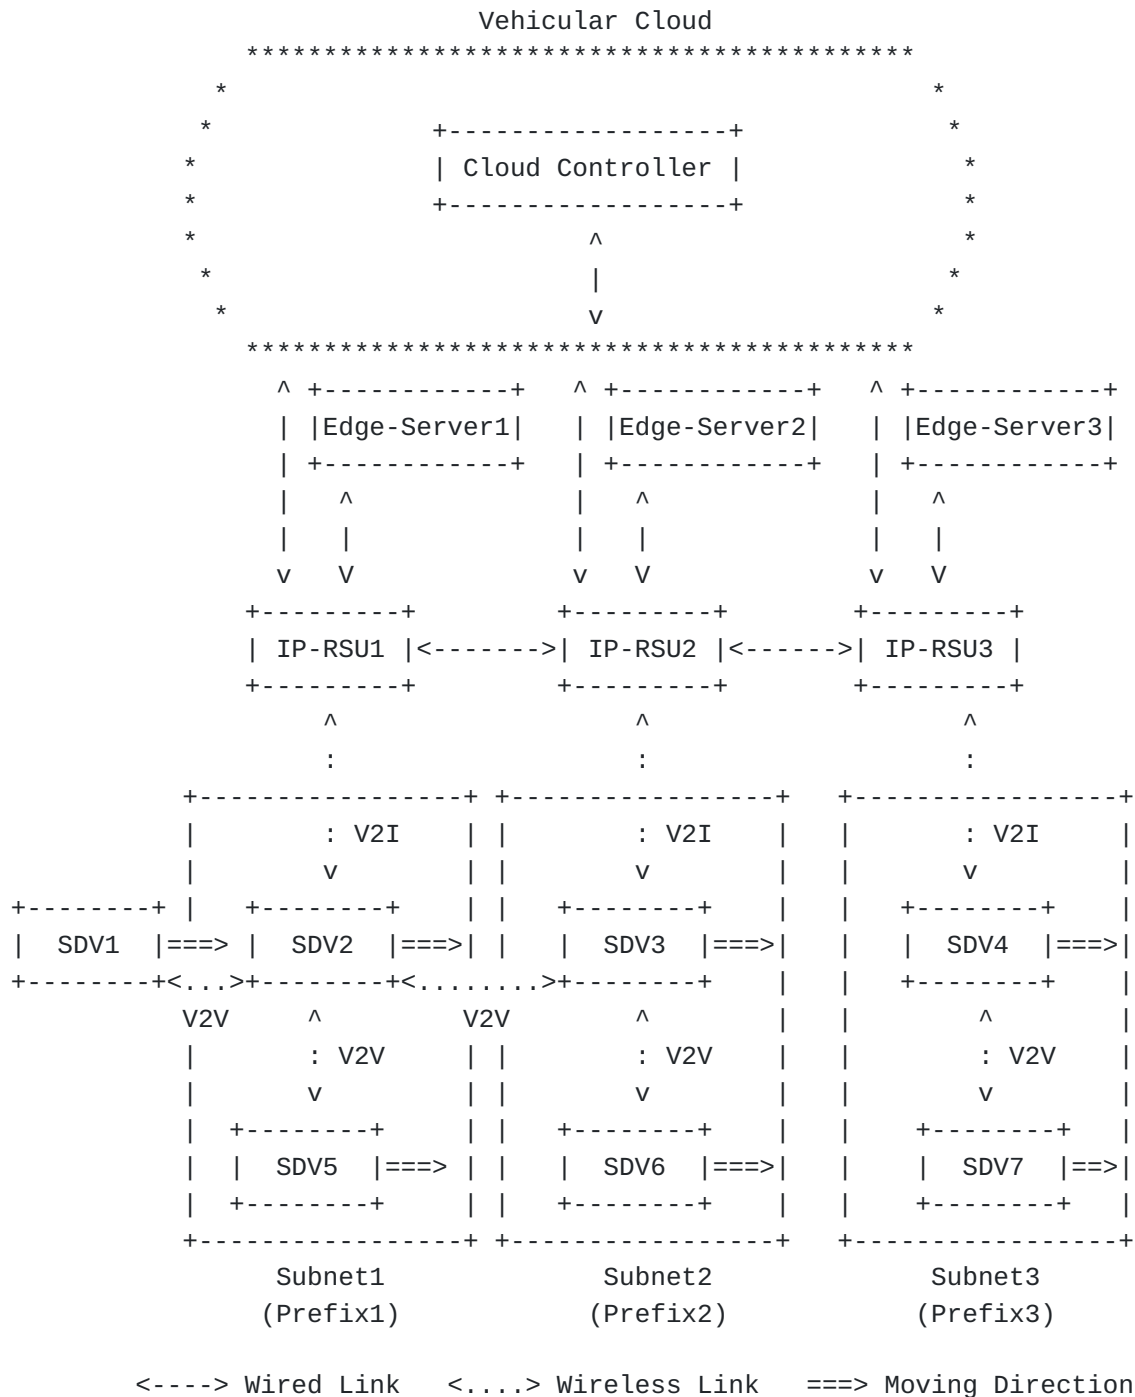 Vehicular Cloud
*******************************************
* *
* +------------------+ *
* | Cloud Controller | *
* +------------------+ *
* ^ *
* | *
* v *
*******************************************
^ +------------+ ^ +------------+ ^ +------------+
| |Edge-Server1| | |Edge-Server2| | |Edge-Server3|
| +------------+ | +------------+ | +------------+
| ^ | ^ | ^
| | | | | |
v V v V v V
+---------+ +---------+ +---------+
| IP-RSU1 |<------->| IP-RSU2 |<------>| IP-RSU3 |
+---------+ +---------+ +---------+
^ ^ ^
: : :
+-----------------+ +-----------------+ +-----------------+
| : V2I | | : V2I | | : V2I |
| v | | v | | v |
+--------+ | +--------+ | | +--------+ | | +--------+ |
| SDV1 |===> | SDV2 |===>| | | SDV3 |===>| | | SDV4 |===>|
+--------+<...>+--------+<........>+--------+ | | +--------+ |
V2V ^ V2V ^ | | ^ |
| : V2V | | : V2V | | : V2V |
| v | | v | | v |
| +--------+ | | +--------+ | | +--------+ |
| | SDV5 |===> | | | SDV6 |===>| | | SDV7 |==>|
| +--------+ | | +--------+ | | +--------+ |
+-----------------+ +-----------------+ +-----------------+
Subnet1 Subnet2 Subnet3
(Prefix1) (Prefix2) (Prefix3)
<----> Wired Link <....> Wireless Link ===> Moving Direction